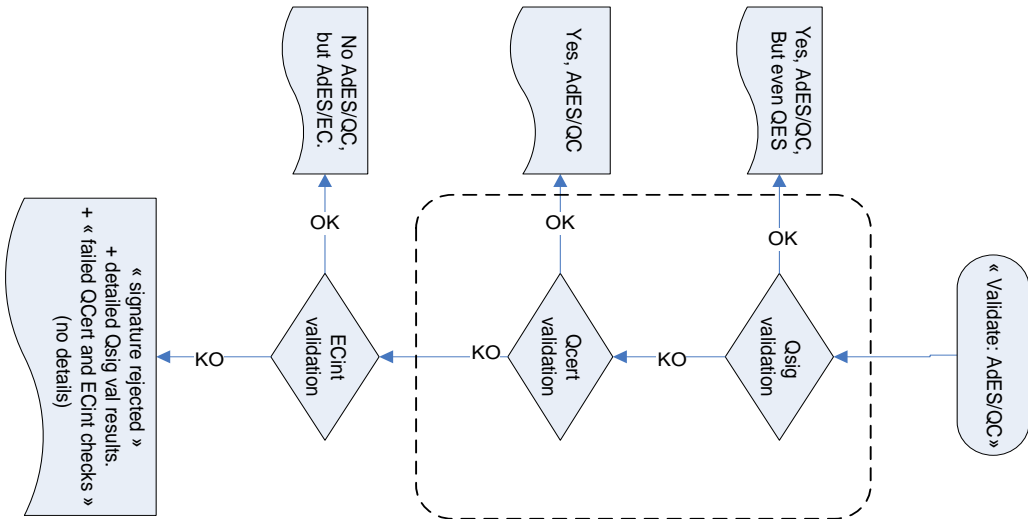 « Validate: AdES/QC»
Qsig
validation
OK
Yes, AdES/QC,
But even QES
KO
Qcert
validation
OK
Yes, AdES/QC
KO
ECint
validation
OK
No AdES/QC,
but AdES/EC.
KO
« signature rejected »
+ detailed Qsig val results.
+ « failed QCert and ECint checks »
(no details)